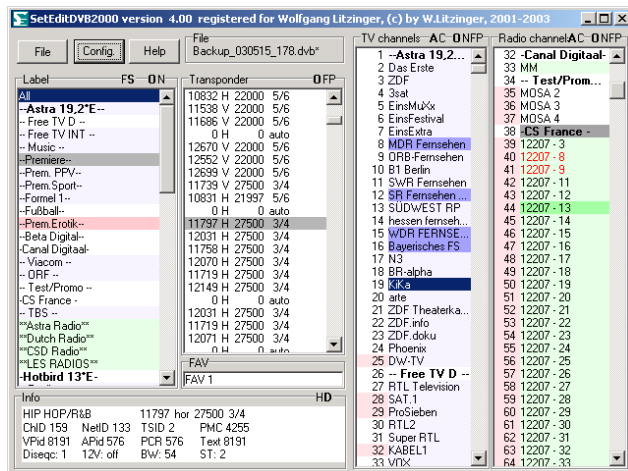 SetEditDVB2000 version 4.00 registered for Wolfgang Litzinger, (c) by W.Litzinger, 2001-2003
File
Config.
Help
File
Backup_030515_178.dvb*
Label FS ON
All
--Astra 19,2°E--
-- Free TV D --
-- Free TV INT --
-- Music --
--Premiere--
--Prem. PPV--
--Prem.Sport--
--Formel 1--
--Fußball--
--Prem.Erotik--
--Beta Digital--
-Canal Digitaal-
-- Viacom --
-- ORF --
-- Test/Promo --
-CS France -
-- TBS --
**Astra Radio**
**Dutch Radio**
**CSD Radio**
**LES RADIOS**
-Hotbird 13°E-
Transponder OFP
10832 H 22000 5/6
11538 V 22000 5/6
11686 V 22000 5/6
0 H 0 auto
12670 V 22000 5/6
12552 V 22000 5/6
12699 V 22000 5/6
11739 V 27500 3/4
10831 H 21997 5/6
0 H 0 auto
0 H 0 auto
11797 H 27500 3/4
12031 H 27500 3/4
11758 H 27500 3/4
12070 H 27500 3/4
11719 H 27500 3/4
12149 H 27500 3/4
0 H 0 auto
12031 H 27500 3/4
11719 H 27500 3/4
12071 H 27500 3/4
0 H 0 auto
FAV
FAV 1
Info HD
HIP HOP/R&B 11797 hor 27500 3/4
ChID 159 NetID 133 TSID 2 PMC 4255
VPid 8191 APid 576 PCR 576 Text 8191
Diseqc: 1 12V: off BW: 54 ST: 2
TV channels AC ONFP
1 --Astra 19,2...
2 Das Erste
3 ZDF
4 3sat
5 EinsMuXx
6 EinsFestival
7 EinsExtra
8 MDR Fernsehen
9 ORB-Fernsehen
10 B1 Berlin
11 SWR Fernsehen
12 SR Fernsehen ...
13 SÜDWEST RP
14 hessen fernseh...
15 WDR FERNSE...
16 Bayerisches FS
17 N3
18 BR-alpha
19 KiKa
20 arte
21 ZDF Theaterka...
22 ZDF.info
23 ZDF.doku
24 Phoenix
25 DW-TV
26 -- Free TV D --
27 RTL Television
28 SAT.1
29 ProSieben
30 RTL2
31 Super RTL
32 KABEL1
33 VOX
Radio channels AC ONFP
32 -Canal Digitaal-
33 MM
34 -- Test/Prom...
35 MOSA 2
36 MOSA 3
37 MOSA 4
38 -CS France -
39 12207 - 3
40 12207 - 8
41 12207 - 9
42 12207 - 11
43 12207 - 12
44 12207 - 13
45 12207 - 14
46 12207 - 15
47 12207 - 16
48 12207 - 17
49 12207 - 18
50 12207 - 19
51 12207 - 20
52 12207 - 21
53 12207 - 22
54 12207 - 23
55 12207 - 24
56 12207 - 25
57 12207 - 26
58 12207 - 27
59 12207 - 28
60 12207 - 29
61 12207 - 30
62 12207 - 31
63 12207 - 32
64 12207 - 33